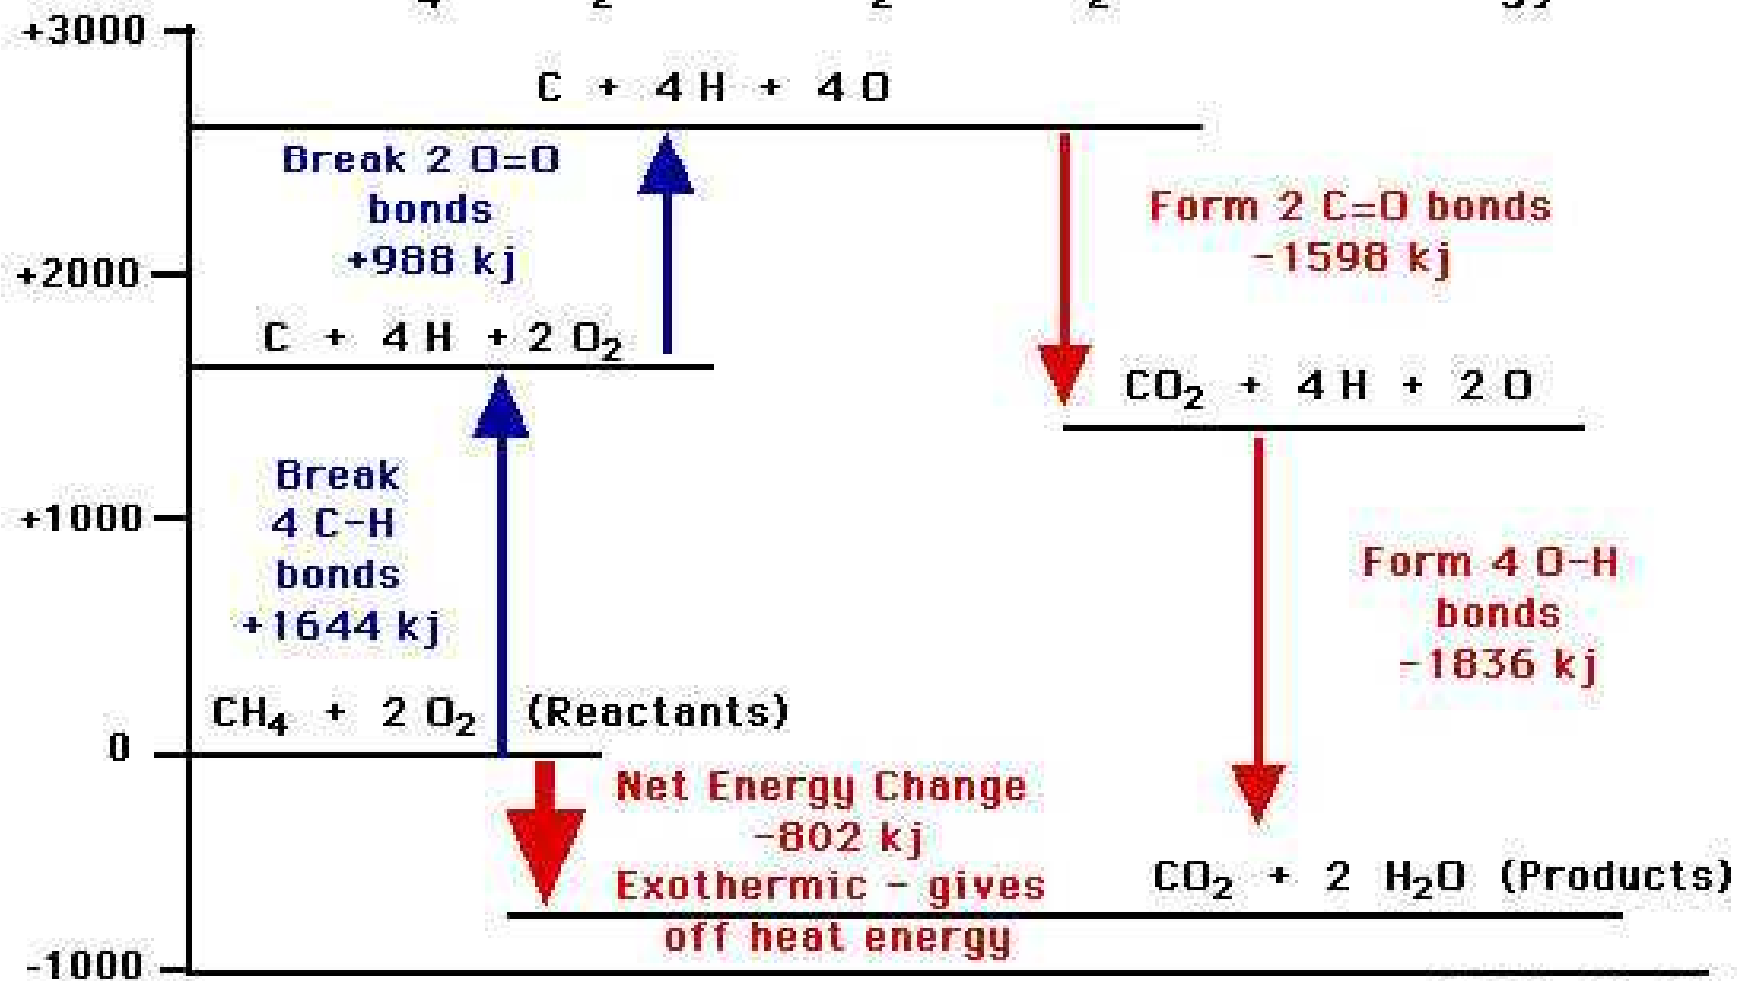 +3000
C + 4 H + 4 O
Break 2 O=O
bonds
+988 kj
Form 2 C=O bonds
-1598 kj
+2000
C + 4 H + 2 O₂
CO₂ + 4 H + 2 O
Break
4 C-H
bonds
+1644 kj
+1000
Form 4 O-H
bonds
-1836 kj
CH₄ + 2 O₂ (Reactants)
0
Net Energy Change
-802 kj
Exothermic - gives
off heat energy
CO₂ + 2 H₂O (Products)
-1000